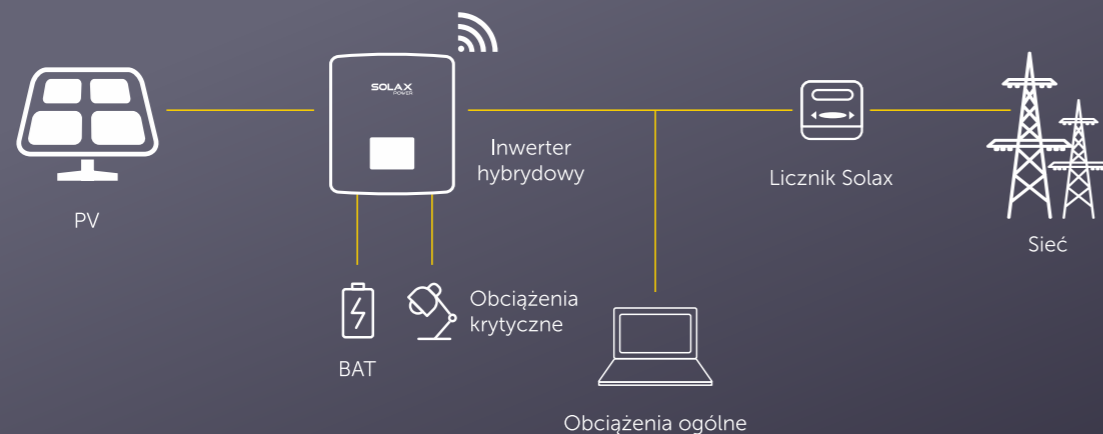 SOLAX
POWER
Inwerter
hybrydowy
Licznik Solax
PV
Sieć
Obciążenia
krytyczne
BAT
Obciążenia ogólne